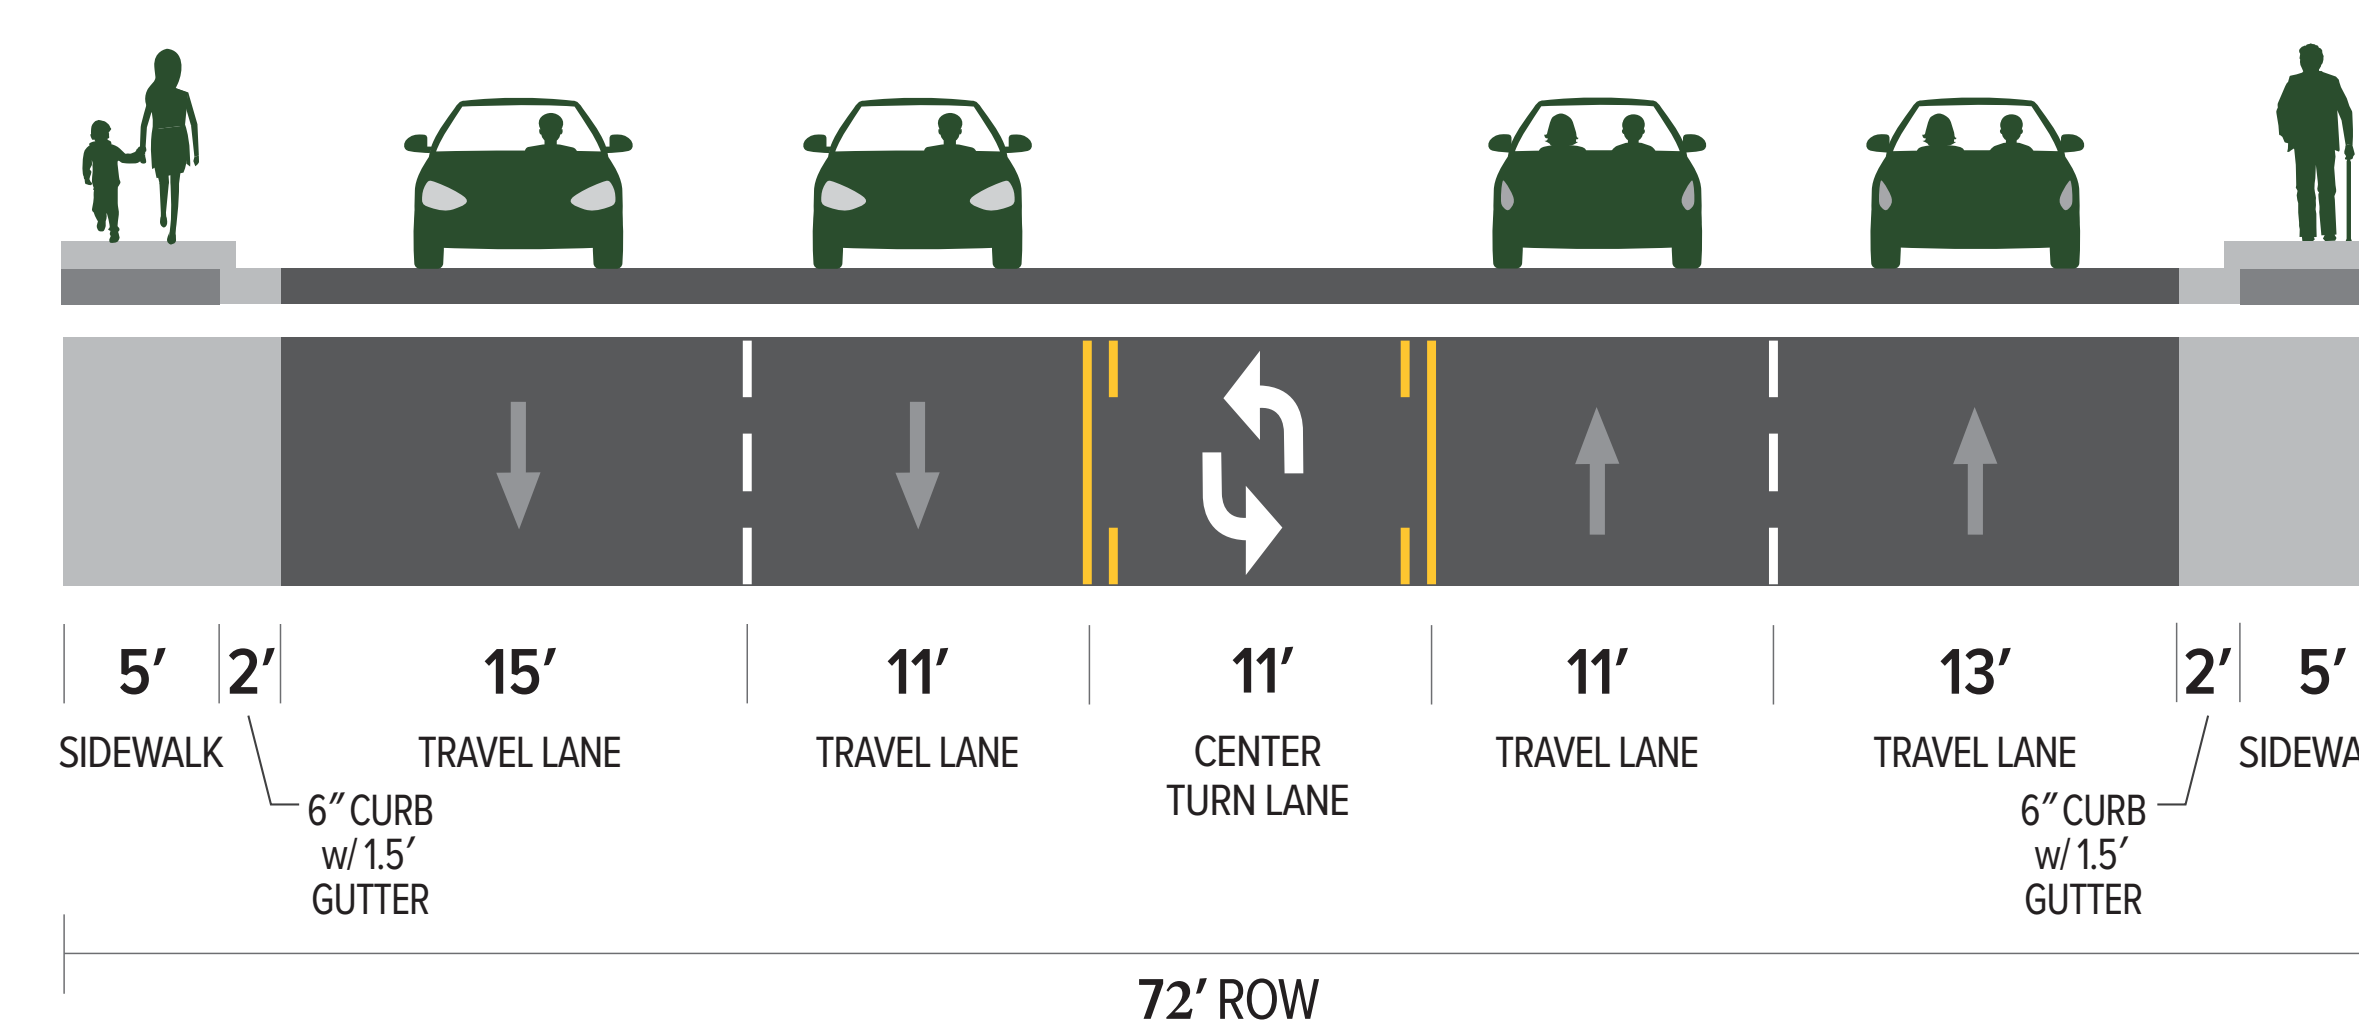 5′ 2′ 15′ 11′ 11′ 11′ 13′ 2′ 5′
SIDEWALK TRAVEL LANE TRAVEL LANE CENTER TRAVEL LANE TRAVEL LANE SIDEWA
TURN LANE
6″ CURB 6″ CURB
w/ 1.5′ w/ 1.5′
GUTTER GUTTER
72′ ROW